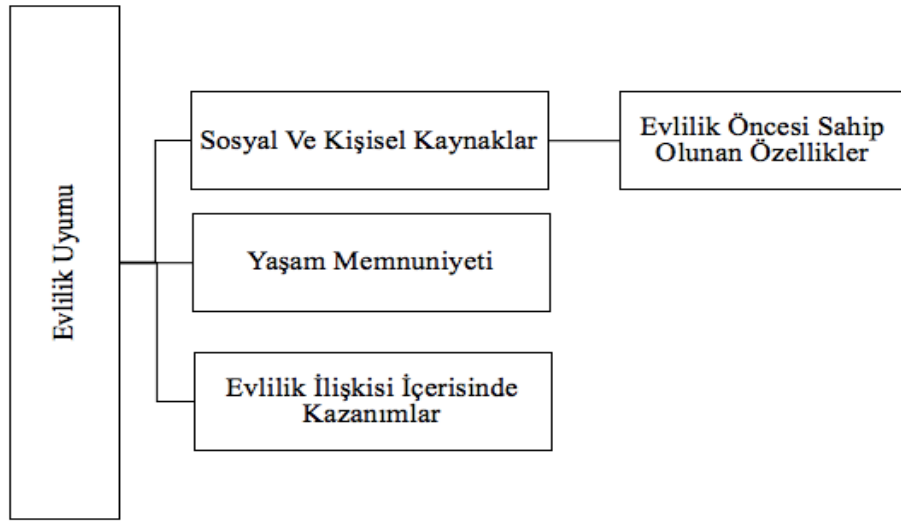 Evlilik Uyumu
Sosyal Ve Kişisel Kaynaklar
Evlilik Öncesi Sahip
Olunan Özellikler
Yaşam Memnuniyeti
Evlilik İlişkisi İçerisinde
Kazanımlar